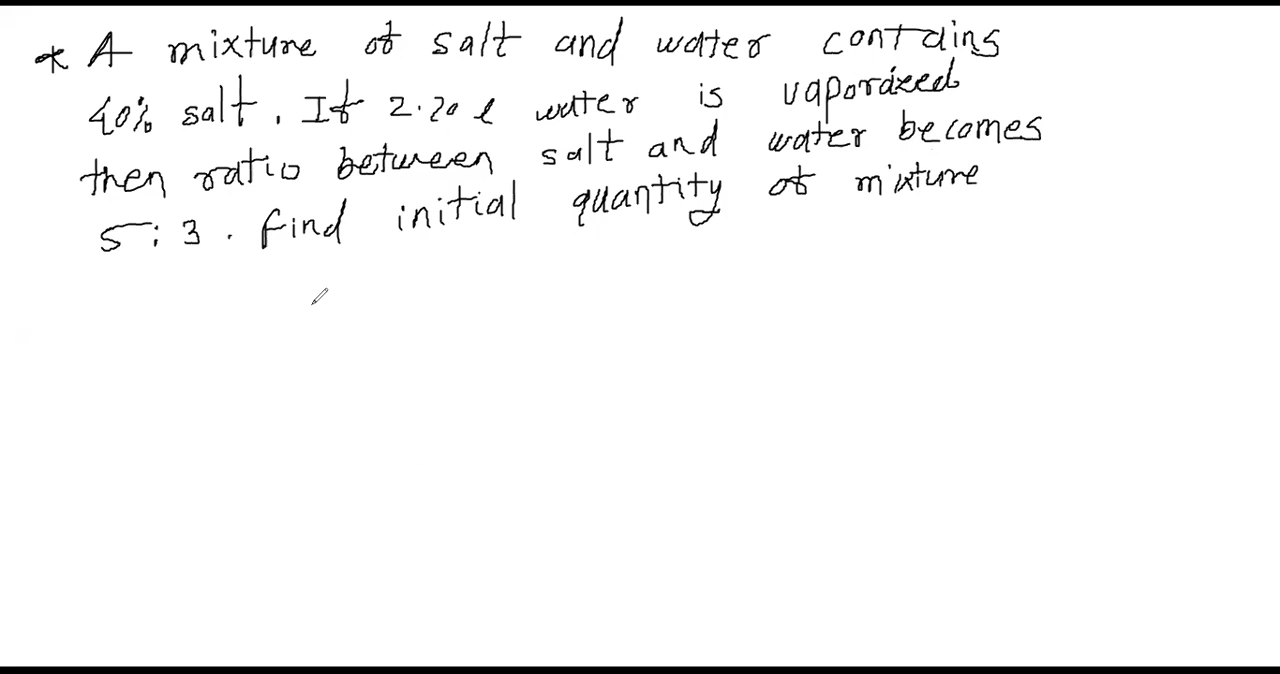 * A mixture of salt and water contains
40% salt. If 2.20 l water is vaporized
then ratio between salt and water becomes
5:3. find initial quantity of mixture